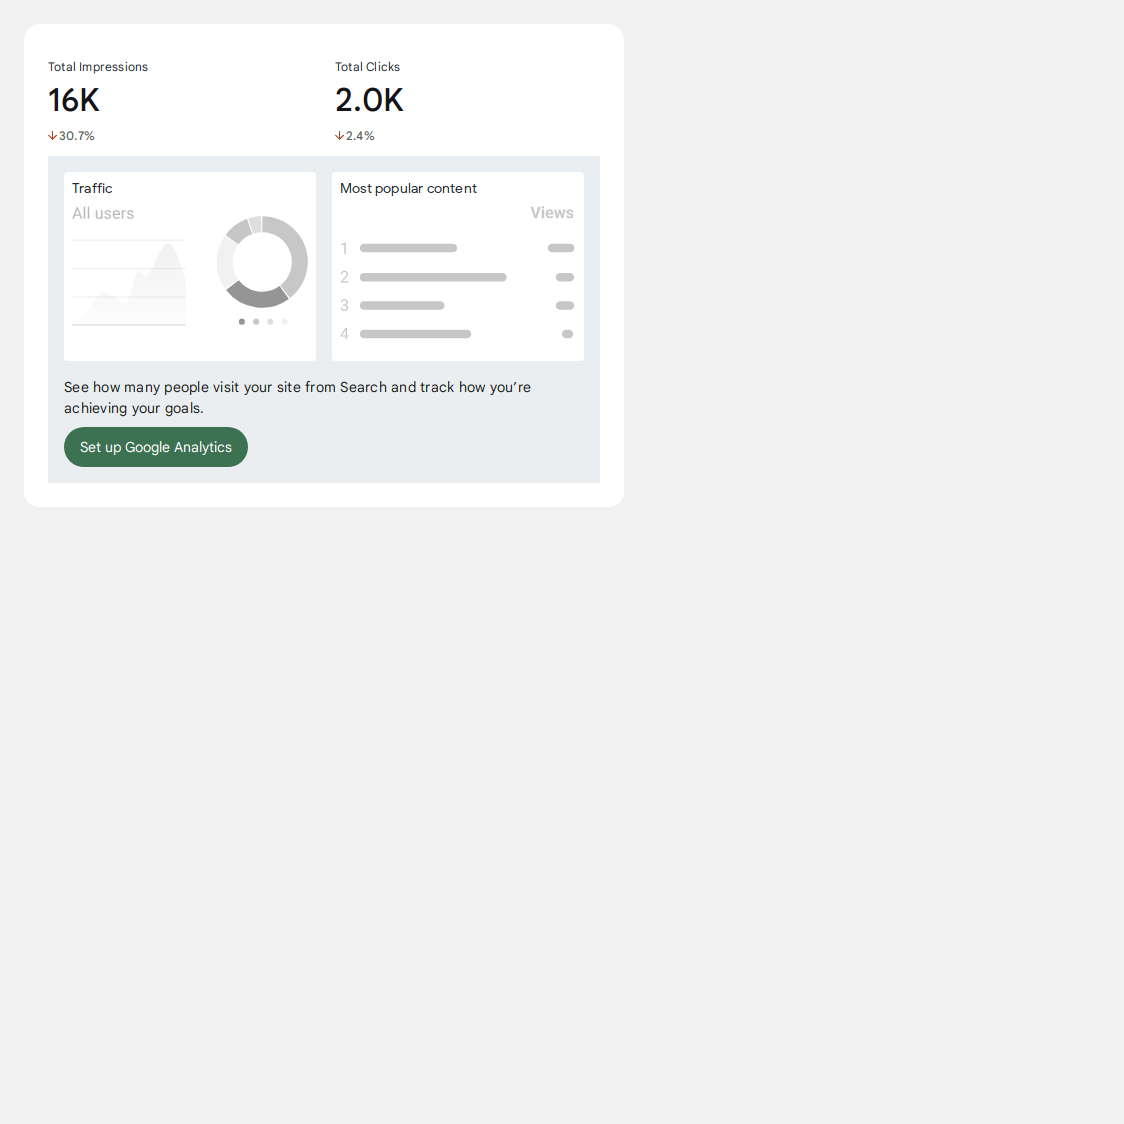 Total Impressions
16K
↓30.7%
Total Clicks
2.0K
↓2.4%
Traffic
All users
Most popular content
Views
1
2
3
4
See how many people visit your site from Search and track how you’re
achieving your goals.
Set up Google Analytics